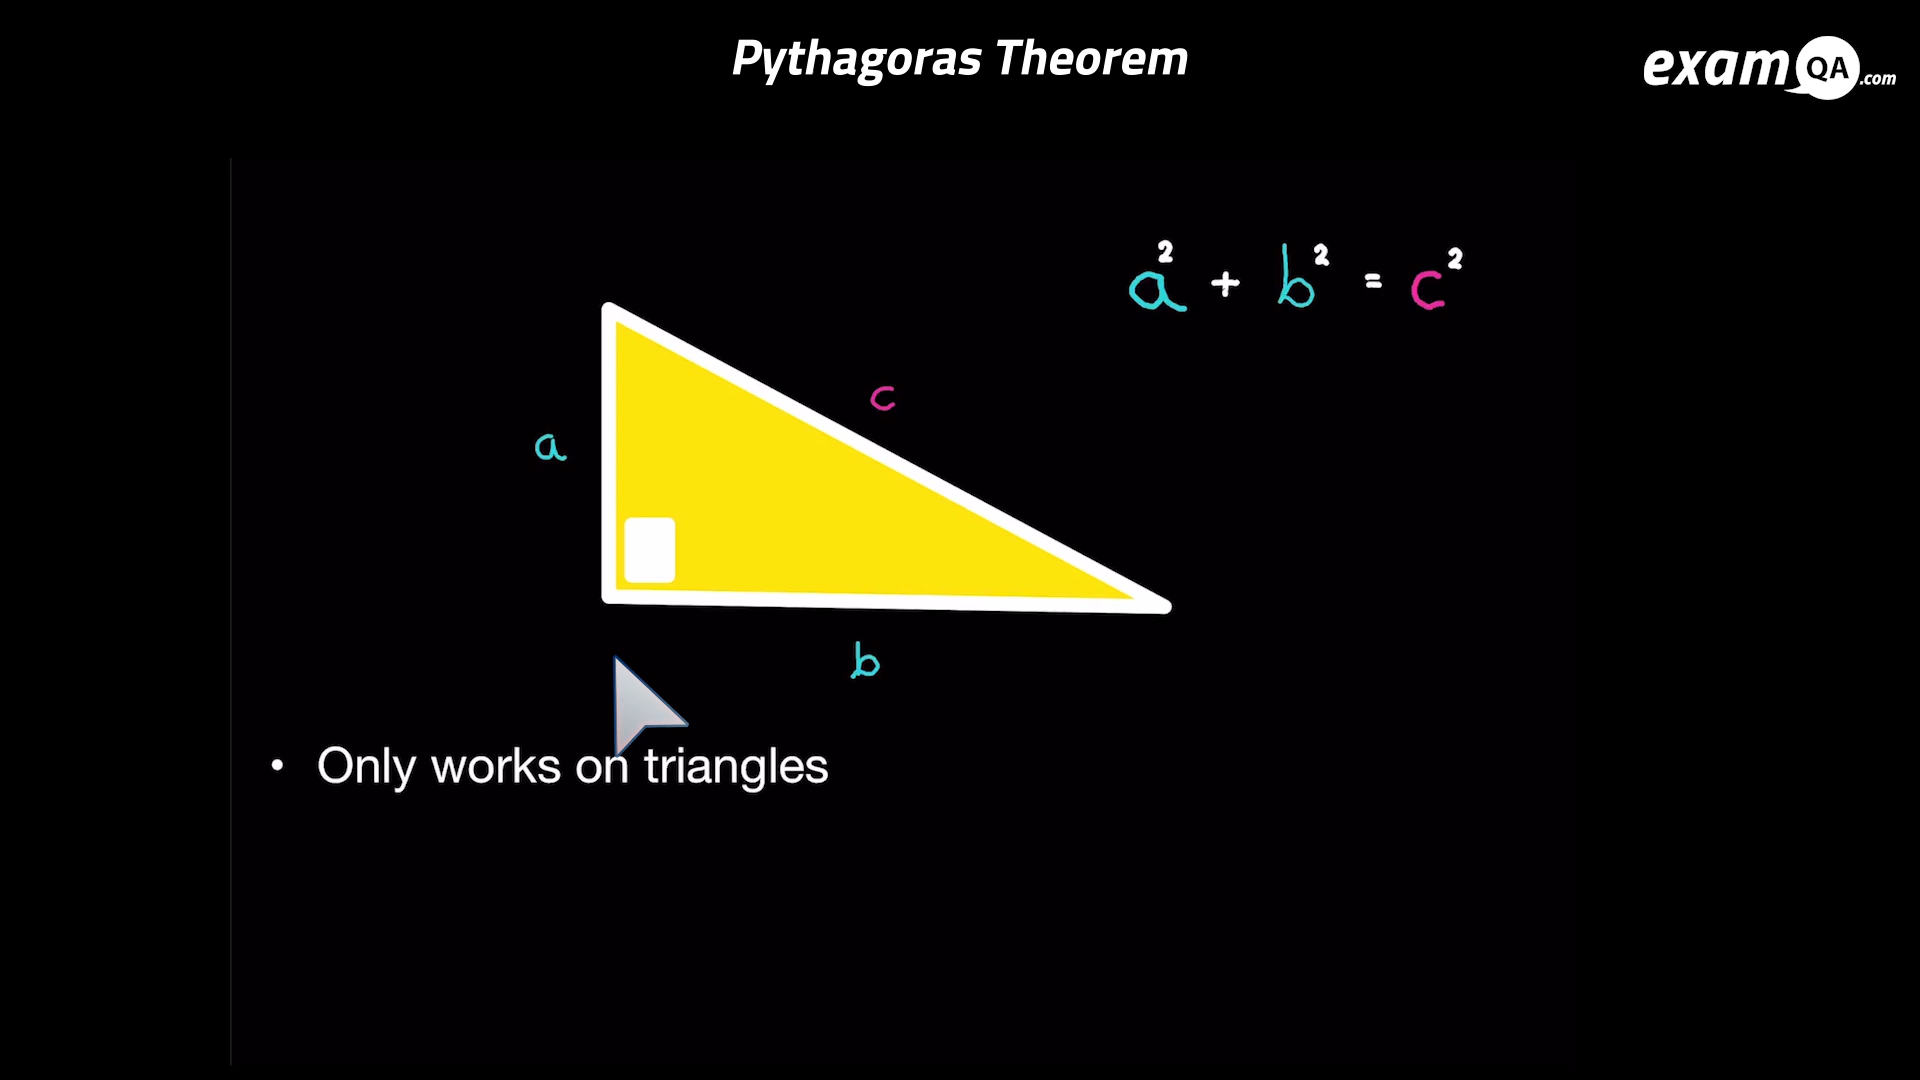 Pythagoras Theorem
examQA.com
a² + b² = c²
c
a
b
• Only works on triangles